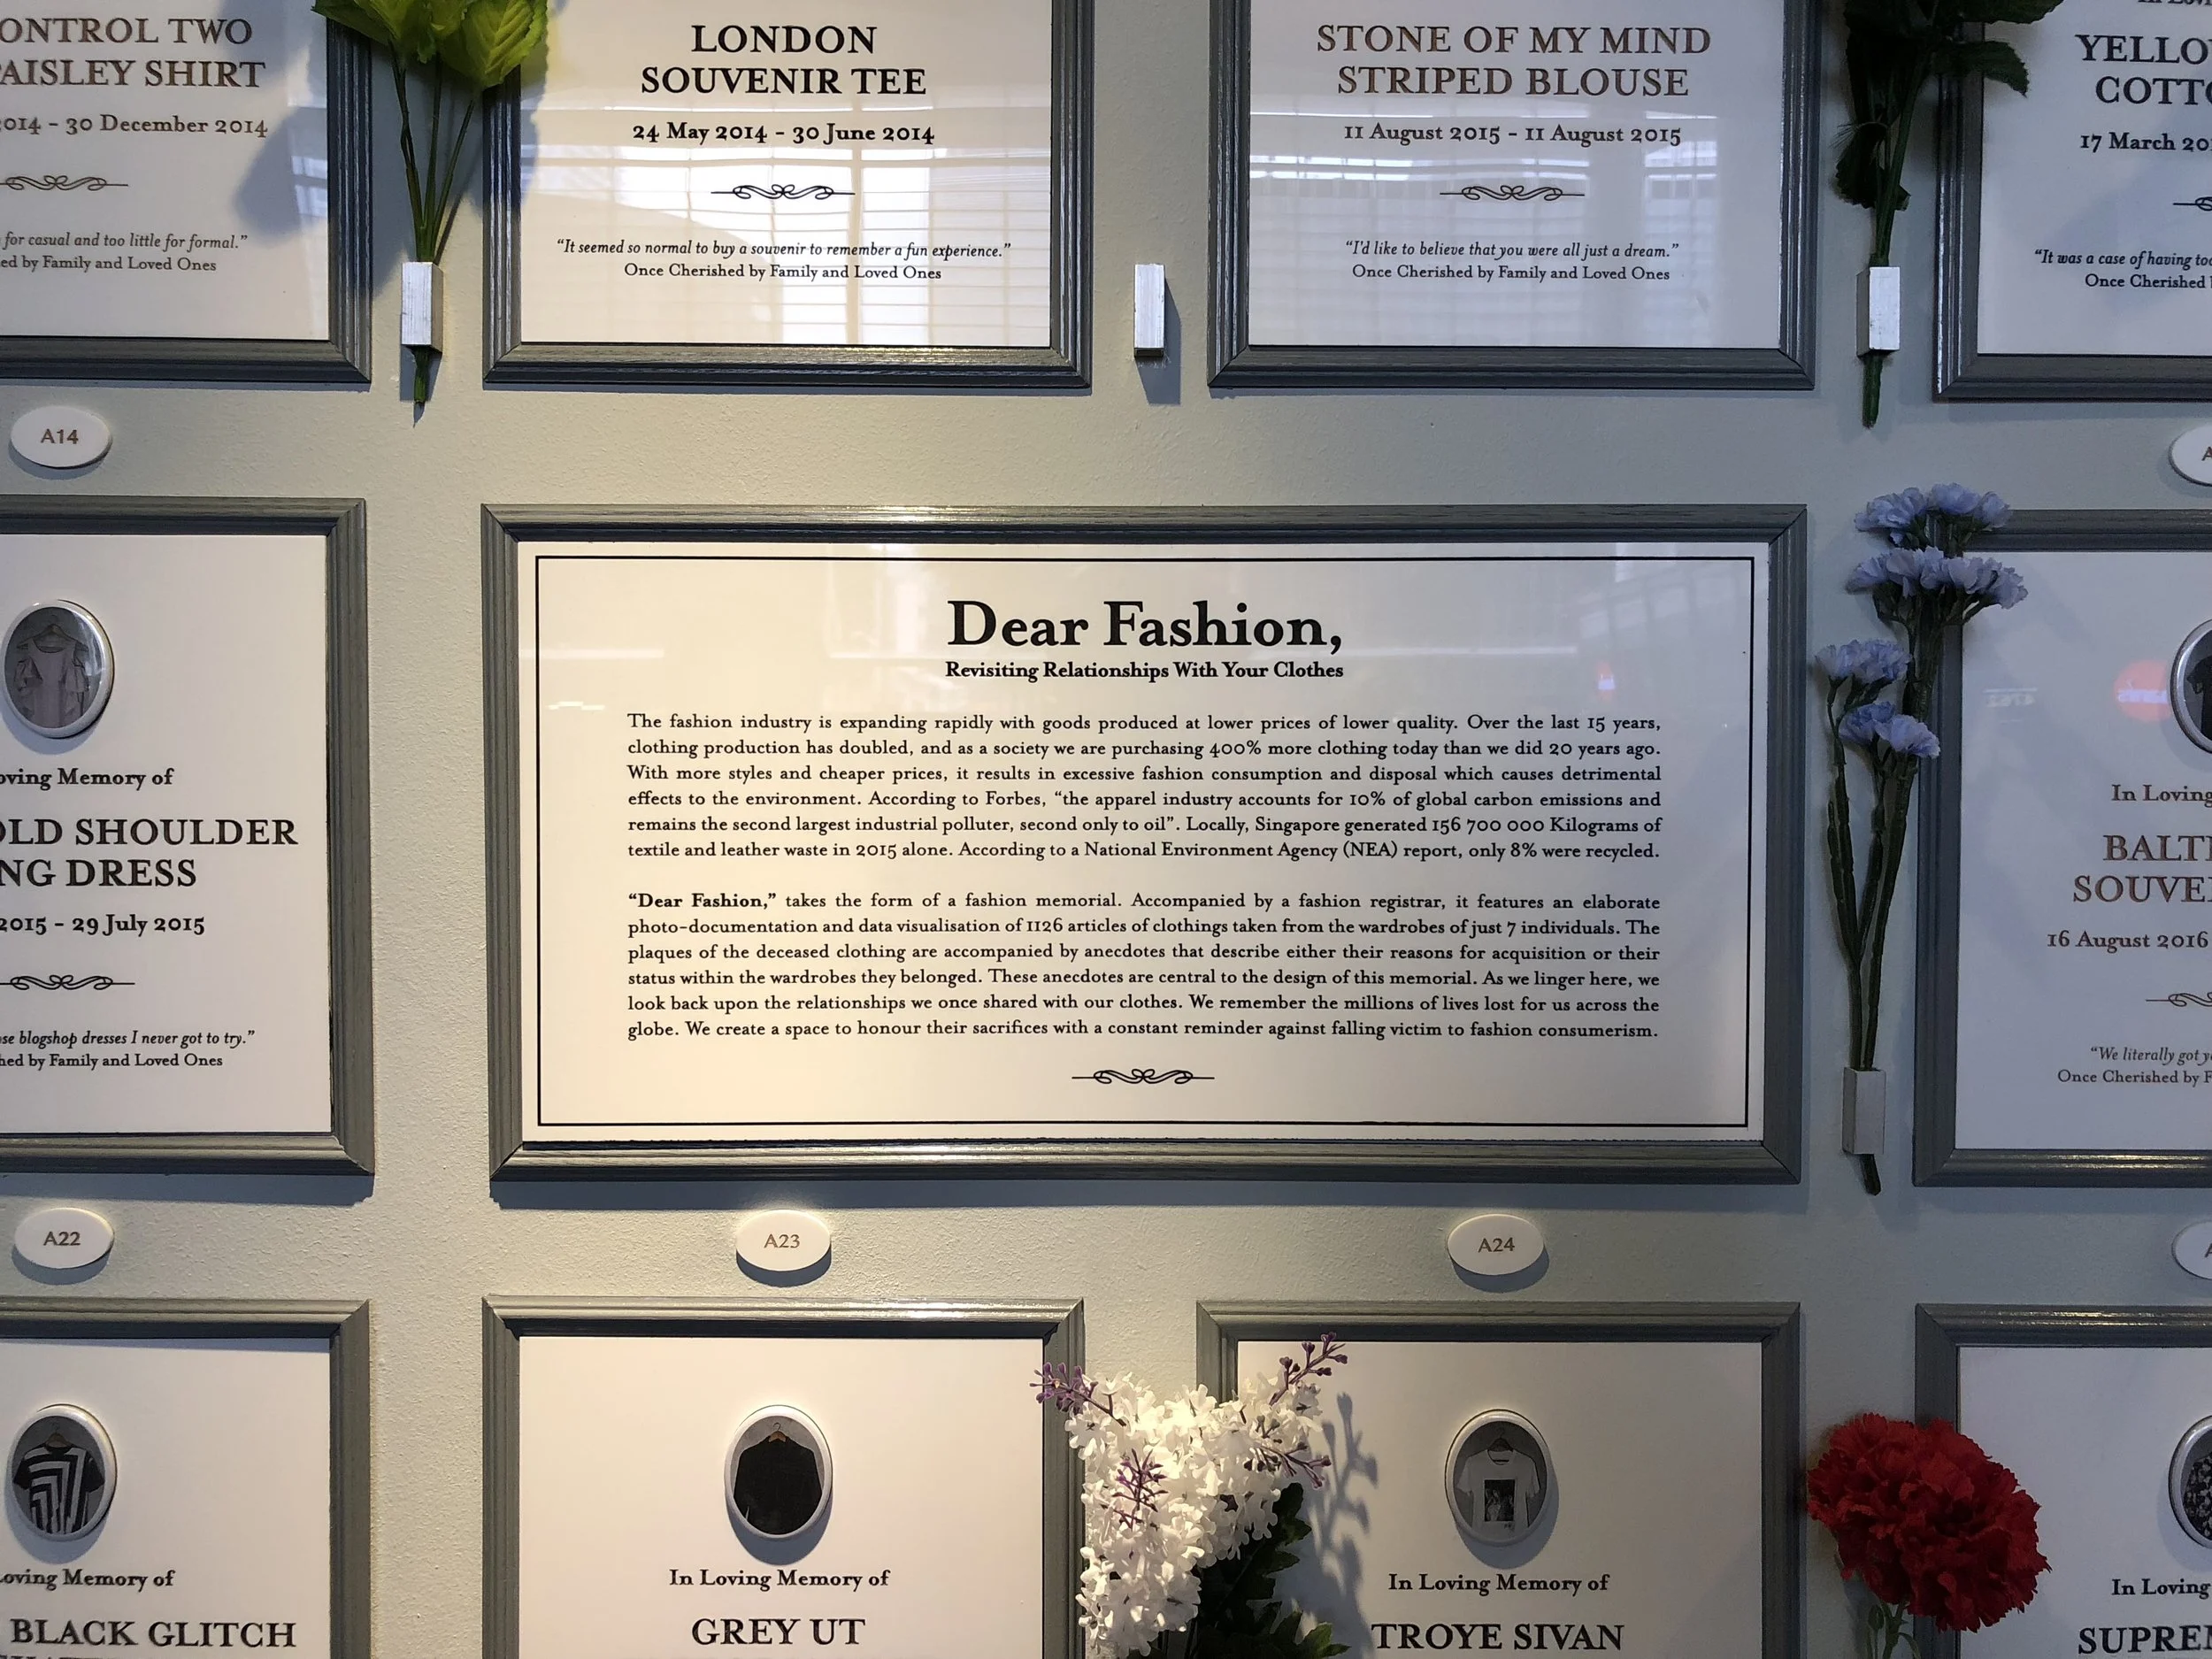 ONTROL TWO
PAISLEY SHIRT
2014 - 30 December 2014
for casual and too little for formal.”
ed by Family and Loved Ones
LONDON
SOUVENIR TEE
24 May 2014 - 30 June 2014
“It seemed so normal to buy a souvenir to remember a fun experience.”
Once Cherished by Family and Loved Ones
STONE OF MY MIND
STRIPED BLOUSE
11 August 2015 - 11 August 2015
“I'd like to believe that you were all just a dream.”
Once Cherished by Family and Loved Ones
YELLO
COTTO
17 March 20
“It was a case of having too
Once Cherished
A14
oving Memory of
OLD SHOULDER
NG DRESS
2015 - 29 July 2015
se blogshop dresses I never got to try.”
hed by Family and Loved Ones
Dear Fashion,
Revisiting Relationships With Your Clothes
The fashion industry is expanding rapidly with goods produced at lower prices of lower quality. Over the last 15 years,
clothing production has doubled, and as a society we are purchasing 400% more clothing today than we did 20 years ago.
With more styles and cheaper prices, it results in excessive fashion consumption and disposal which causes detrimental
effects to the environment. According to Forbes, “the apparel industry accounts for 10% of global carbon emissions and
remains the second largest industrial polluter, second only to oil”. Locally, Singapore generated 156 700 000 Kilograms of
textile and leather waste in 2015 alone. According to a National Environment Agency (NEA) report, only 8% were recycled.
“Dear Fashion,” takes the form of a fashion memorial. Accompanied by a fashion registrar, it features an elaborate
photo-documentation and data visualisation of 1126 articles of clothings taken from the wardrobes of just 7 individuals. The
plaques of the deceased clothing are accompanied by anecdotes that describe either their reasons for acquisition or their
status within the wardrobes they belonged. These anecdotes are central to the design of this memorial. As we linger here, we
look back upon the relationships we once shared with our clothes. We remember the millions of lives lost for us across the
globe. We create a space to honour their sacrifices with a constant reminder against falling victim to fashion consumerism.
In Loving
BALTI
SOUVE
16 August 2016
“We literally got y
Once Cherished by F
A22
A23
A24
oving Memory of
BLACK GLITCH
In Loving Memory of
GREY UT
In Loving Memory of
TROYE SIVAN
In Loving
SUPREM